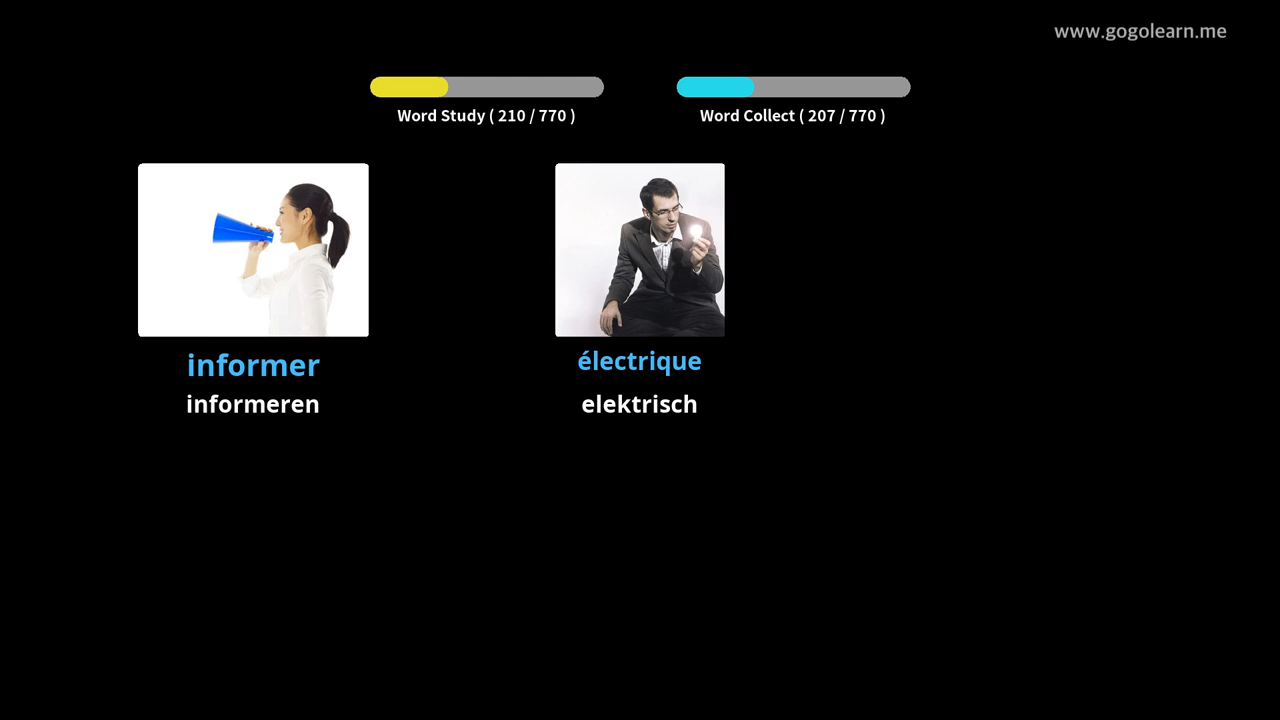 www.gogolearn.me
Word Study ( 210 / 770 )
Word Collect ( 207 / 770 )
informer
informeren
électrique
elektrisch